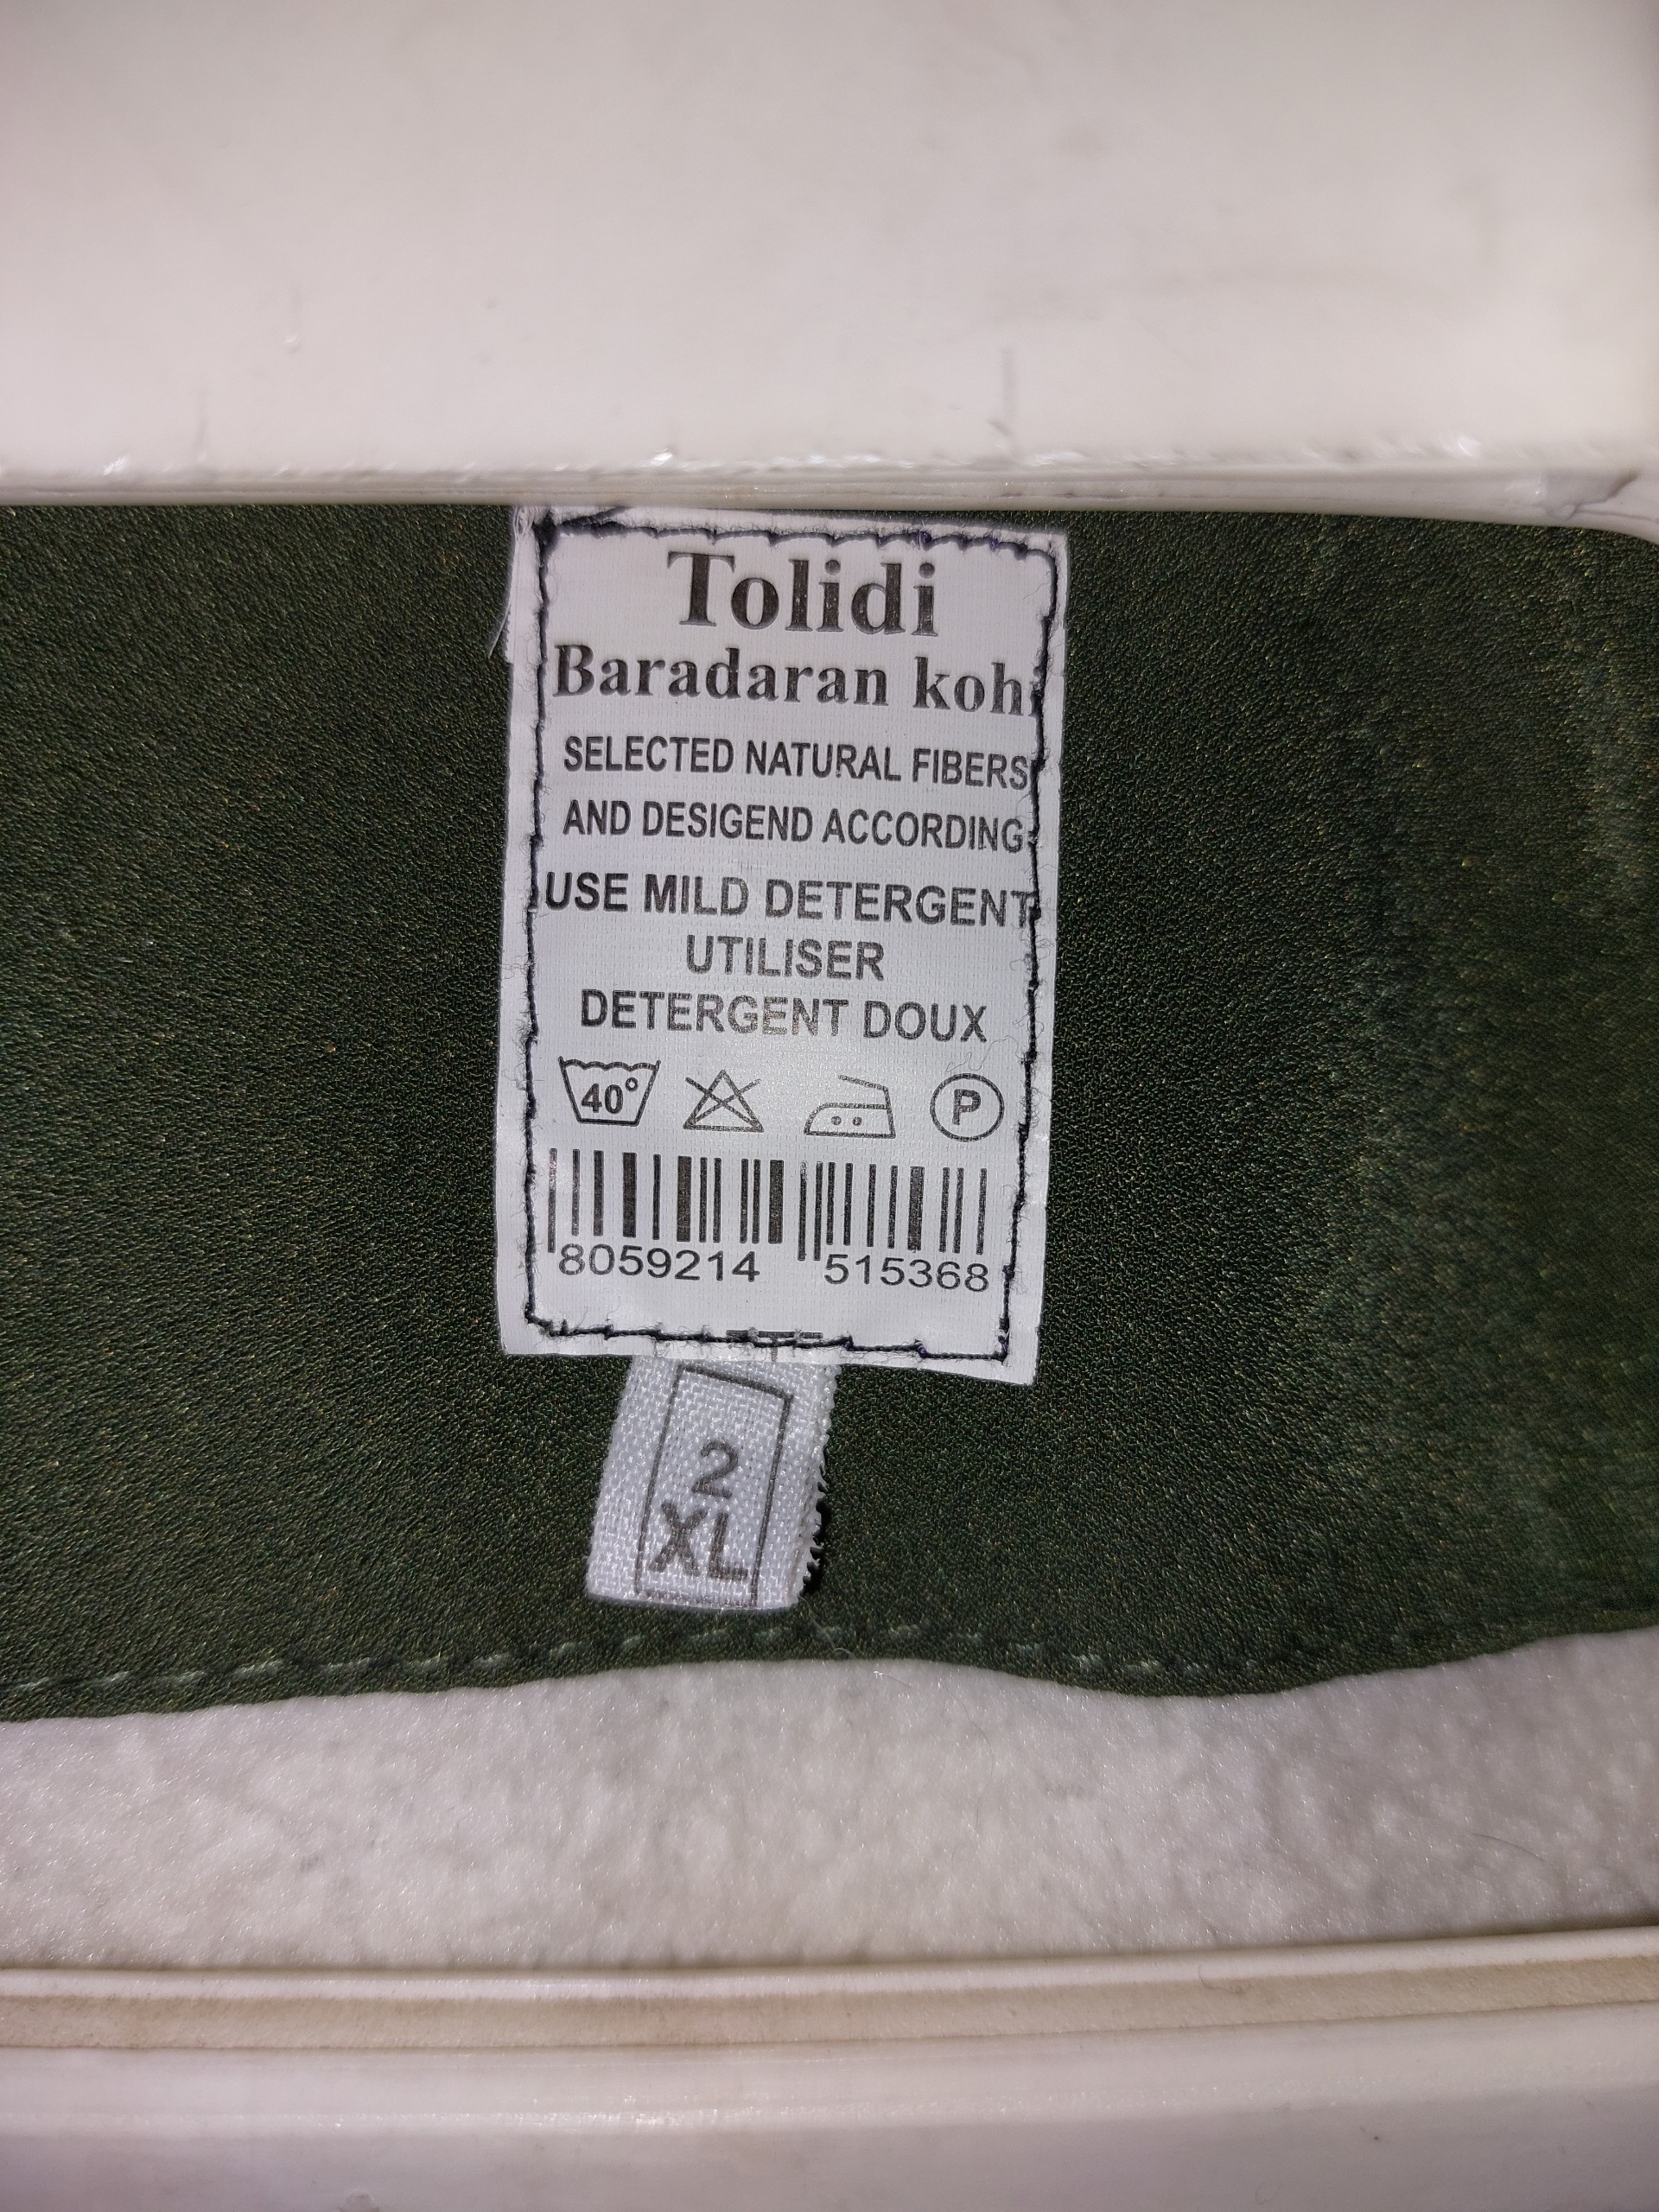 Tolidi
Baradaran kohi
SELECTED NATURAL FIBERS
AND DESIGEND ACCORDING
USE MILD DETERGENT
UTILISER
DETERGENT DOUX
40° P
8059214 515368
2
XL